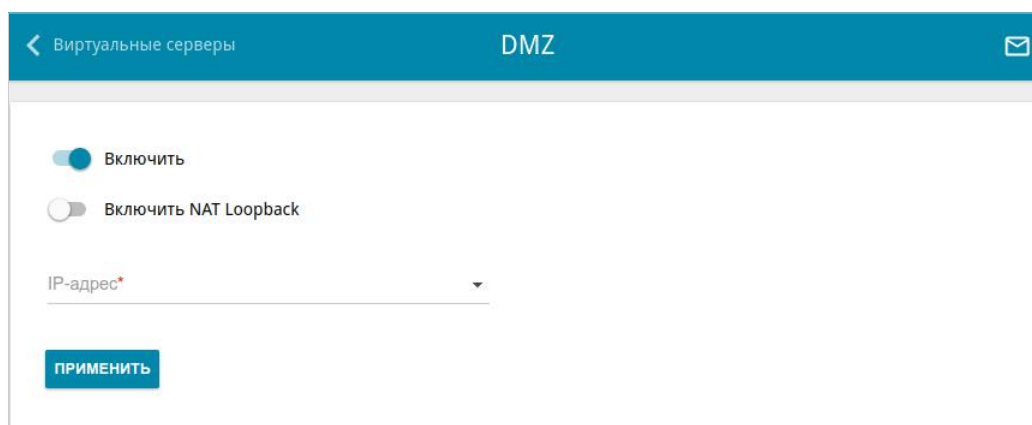 Виртуальные серверы
DMZ
Включить
Включить NAT Loopback
IP-адрес*
ПРИМЕНИТЬ